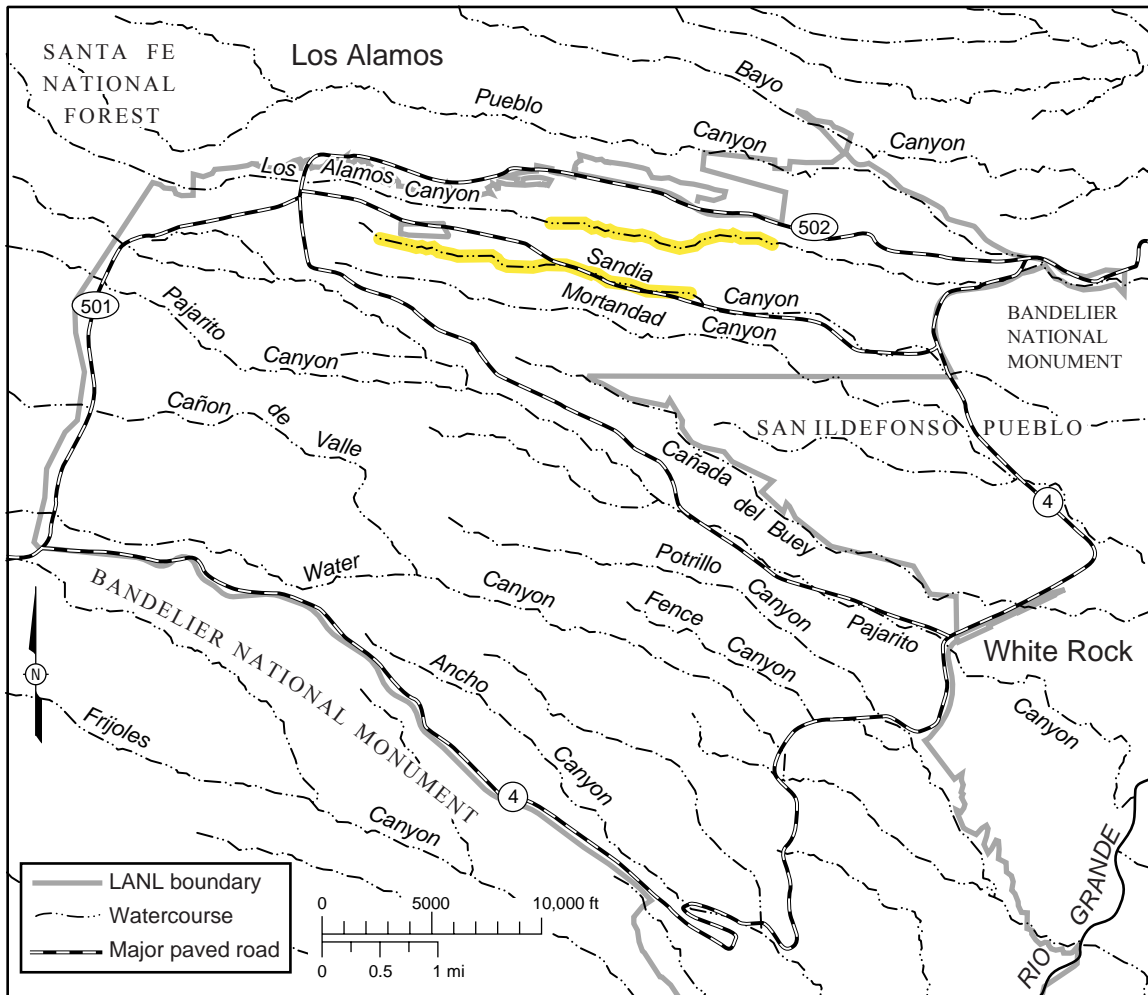 SANTA FE
NATIONAL
FOREST
Los Alamos
Bayo
Canyon
Pueblo
Canyon
Los Alamos Canyon
502
Sandia
Canyon
Mortandad
Canyon
501
Pajarito
Canyon
BANDELIER
NATIONAL
MONUMENT
Cañon de Valle
SAN ILDEFONSO PUEBLO
Cañada del Buey
4
Water
Canyon
Potrillo
Canyon
Fence
Canyon
Pajarito
White Rock
Canyon
BANDELIER NATIONAL MONUMENT
Ancho
Canyon
N
Frijoles
Canyon
4
RIO GRANDE
LANL boundary
Watercourse
Major paved road
0 5000 10,000 ft
0 0.5 1 mi